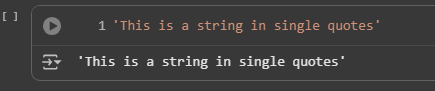 [ ]
1 'This is a string in single quotes'
'This is a string in single quotes'